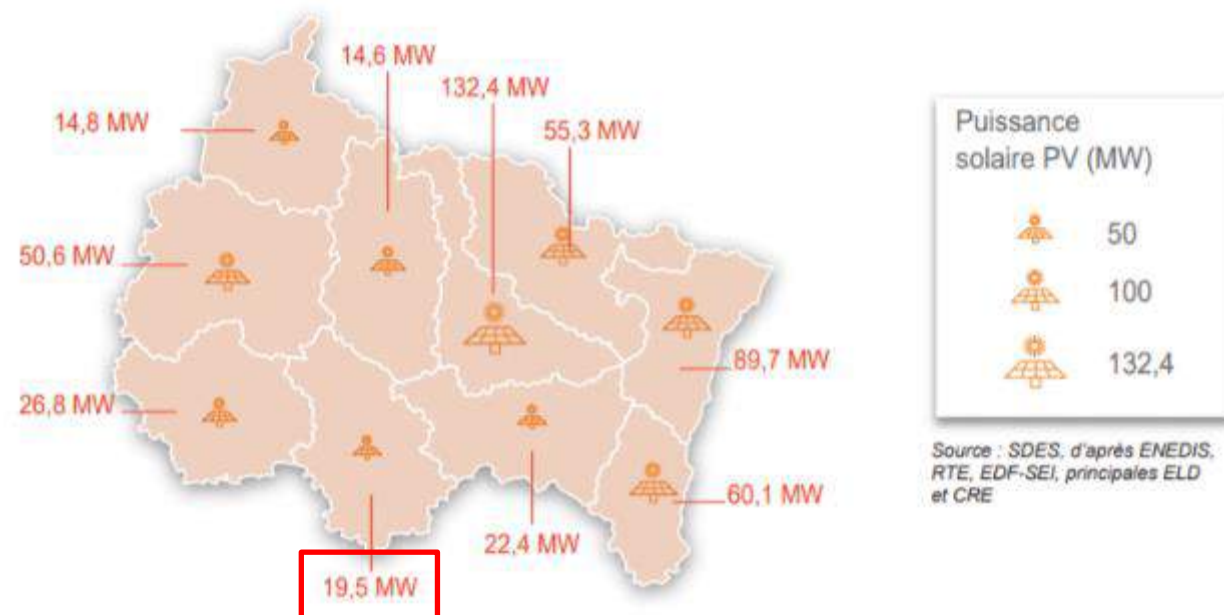 14,6 MW
132,4 MW
14,8 MW
55,3 MW
50,6 MW
89,7 MW
26,8 MW
60,1 MW
22,4 MW
19,5 MW
Puissance
solaire PV (MW)
50
100
132,4
Source : SDES, d'après ENEDIS,
RTE, EDF-SEI, principales ELD
et CRE